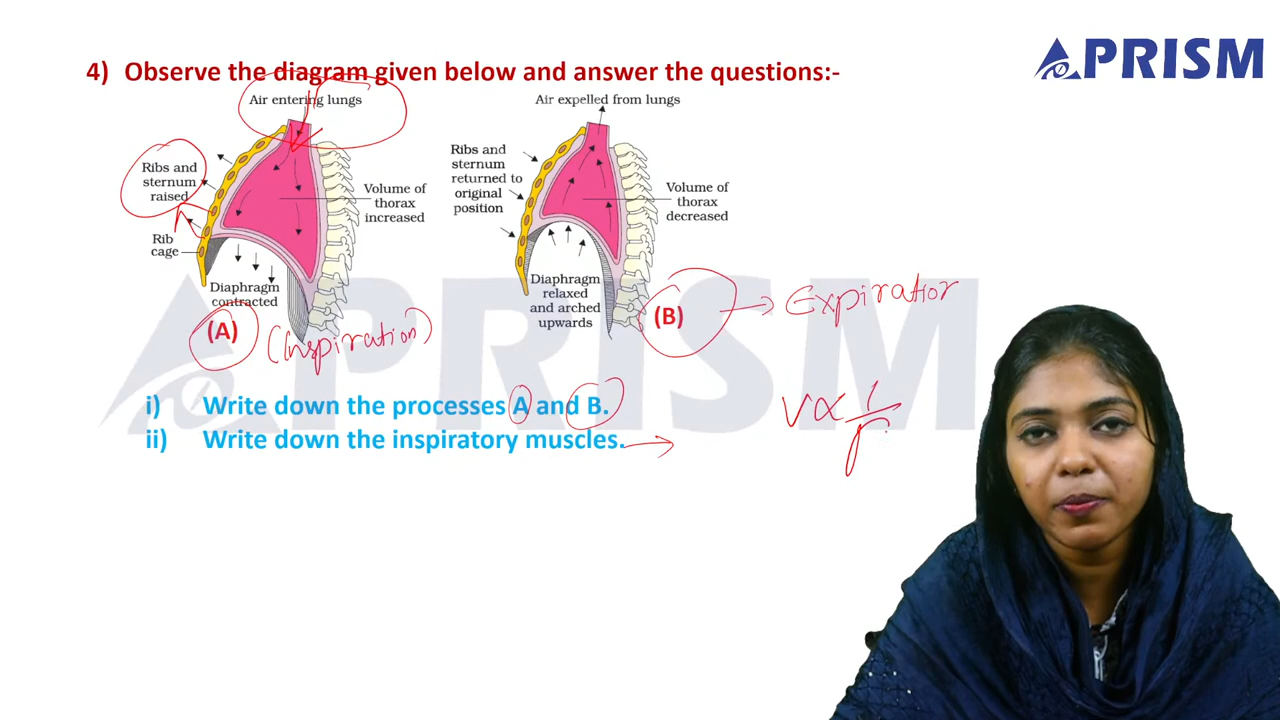 4) Observe the diagram given below and answer the questions:-
APRISM
Air entering lungs
Ribs and
sternum
raised
Rib
cage
Volume of
thorax
increased
Diaphragm
contracted
(A)
(Inspiration)
Air expelled from lungs
Ribs and
sternum
returned to
original
position
Volume of
thorax
decreased
Diaphragm
relaxed
and arched
upwards
(B)
Expiration
PRISM
i) Write down the processes A and B.
ii) Write down the inspiratory muscles.
V∝1/p